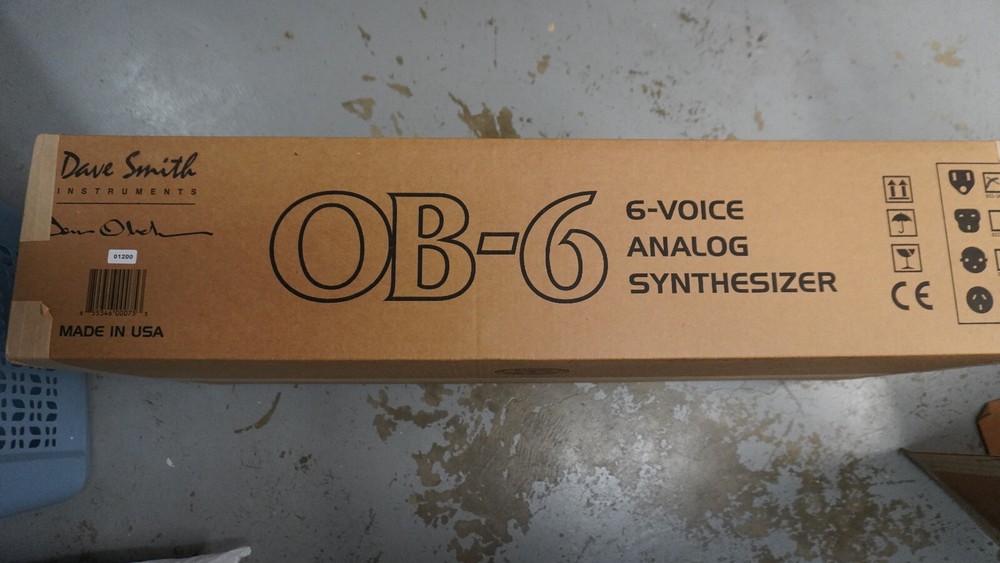 Dave Smith
INSTRUMENTS
01200
MADE IN USA
OB-6
6-VOICE
ANALOG
SYNTHESIZER
CE